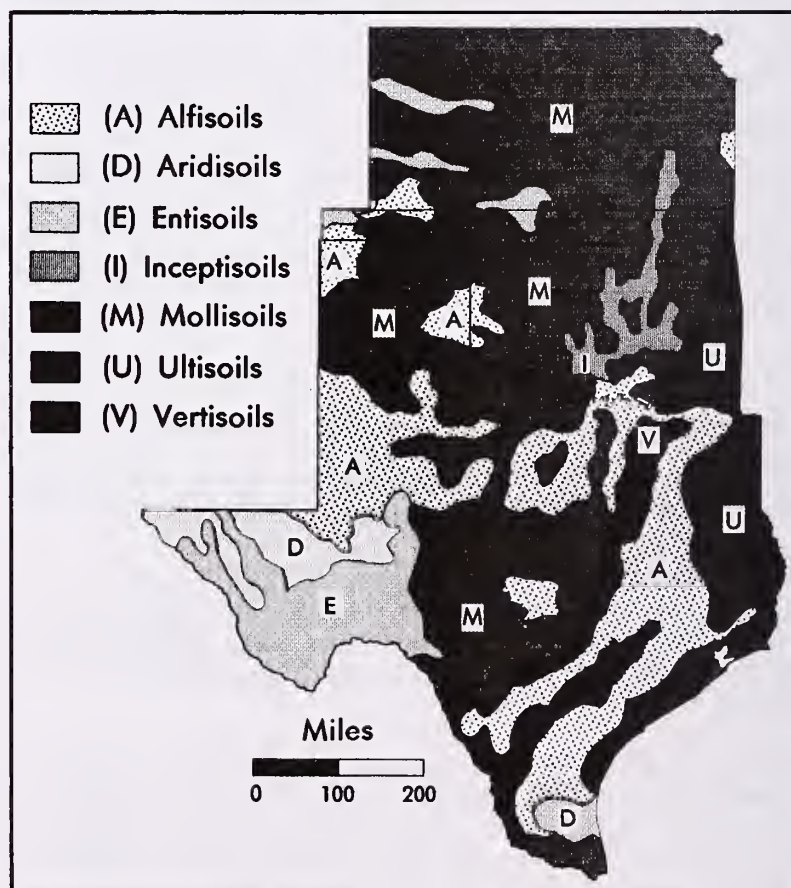 (A) Alfisoils
(D) Aridisoils
(E) Entisoils
(I) Inceptisoils
(M) Mollisoils
(U) Ultisoils
(V) Vertisoils
M
A
M
M
A
I
U
V
A
U
D
A
E
M
Miles
0 100 200
D